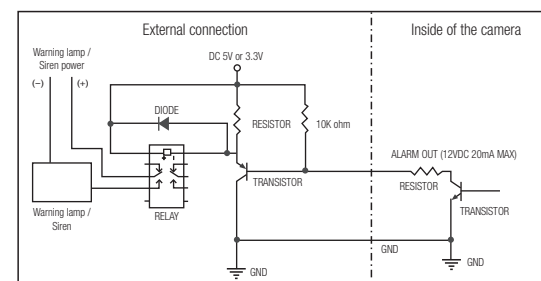 External connection
Inside of the camera
Warning lamp /
Siren power
(−)
(+)
DC 5V or 3.3V
DIODE
RESISTOR
10K ohm
ALARM OUT (12VDC 20mA MAX)
RESISTOR
TRANSISTOR
TRANSISTOR
Warning lamp /
Siren
RELAY
GND
GND
GND